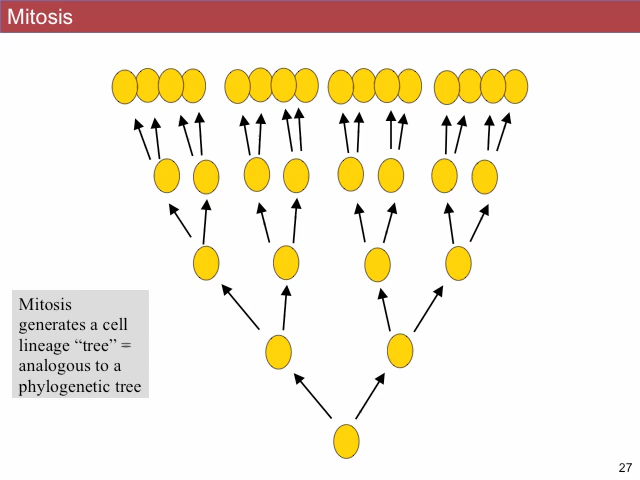 Mitosis
Mitosis
generates a cell
lineage “tree” =
analogous to a
phylogenetic tree
27